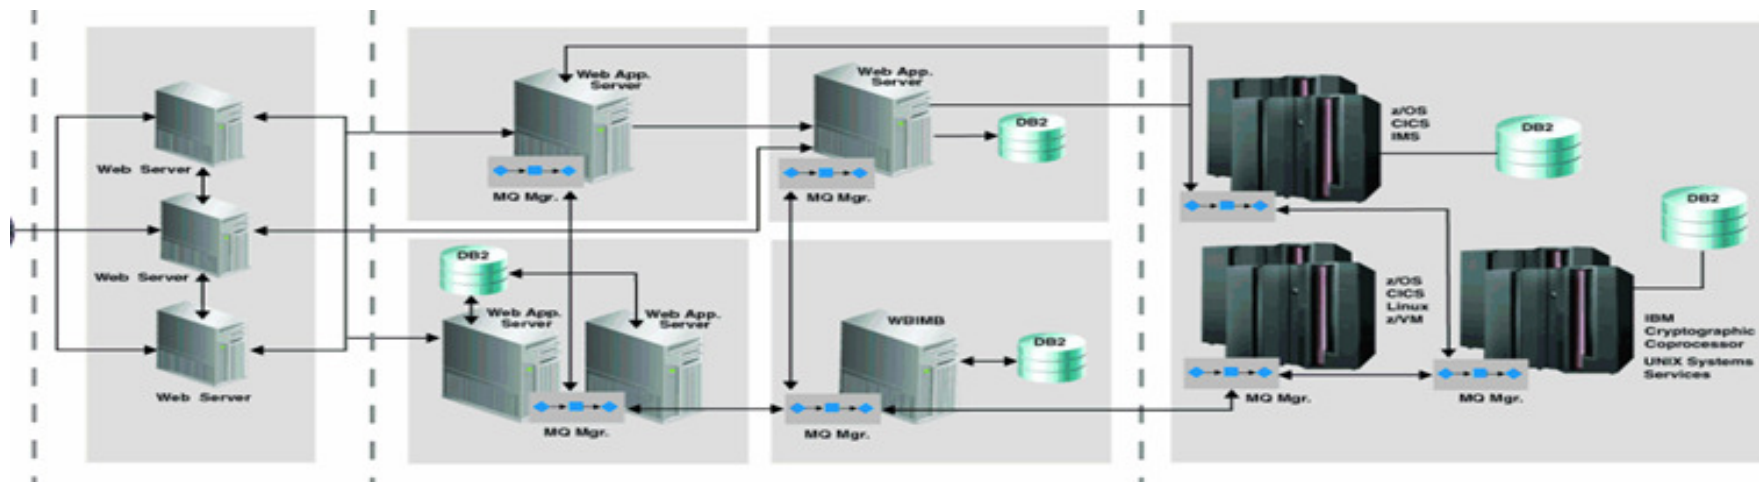 Web Server
Web Server
Web Server
Web App.
Server
MQ Mgr.
Web App.
Server
DB2
MQ Mgr.
DB2
Web App.
Server
Web App.
Server
MQ Mgr.
WBIMB
DB2
MQ Mgr.
z/OS
CICS
IMS
DB2
DB2
z/OS
CICS
Linux
z/VM
MQ Mgr.
IBM
Cryptographic
Coprocessor
UNIX Systems
Services
MQ Mgr.